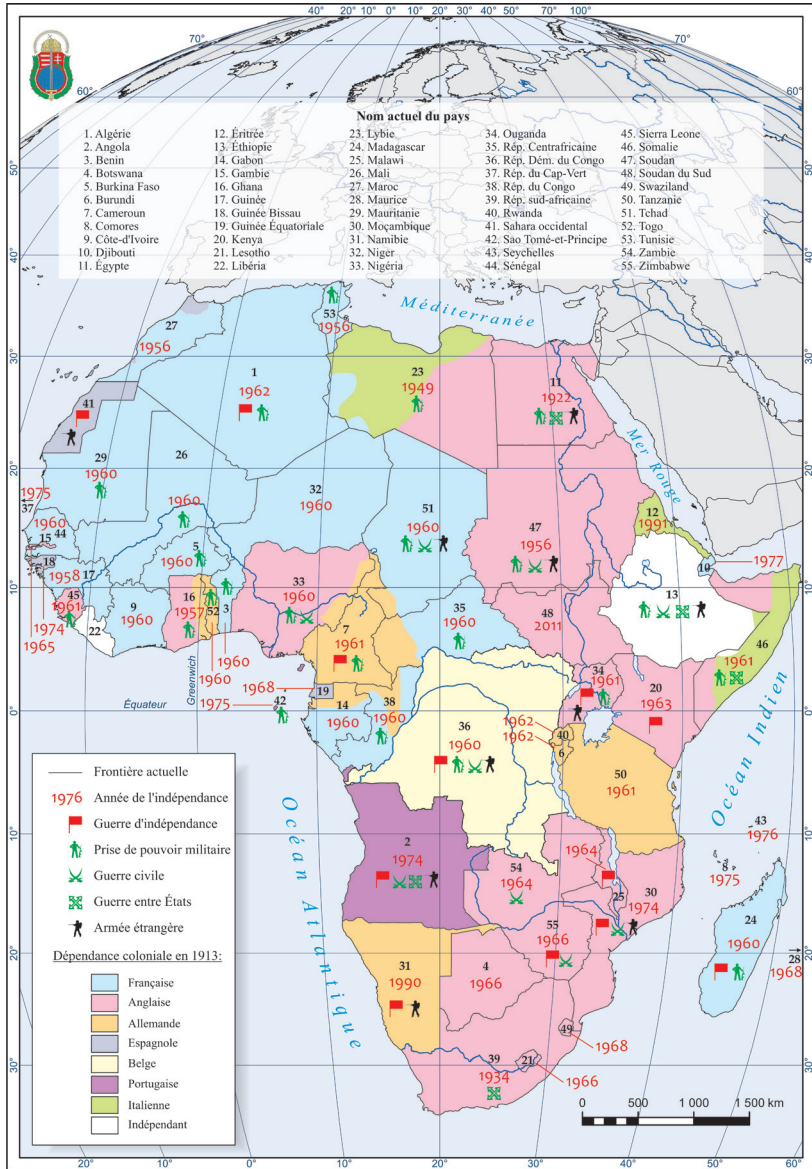 40° 20° 10° 0° 10° 20° 30° 40° 50° 70° 100°
70° 70°
60° 60°
Nom actuel du pays
1. Algérie
2. Angola
3. Benin
4. Botswana
5. Burkina Faso
6. Burundi
7. Cameroun
8. Comores
9. Côte-d'Ivoire
10. Djibouti
11. Égypte
12. Éritrée
13. Éthiopie
14. Gabon
15. Gambie
16. Ghana
17. Guinée
18. Guinée Bissau
19. Guinée Équatoriale
20. Kenya
21. Lesotho
22. Libéria
23. Lybie
24. Madagascar
25. Malawi
26. Mali
27. Maroc
28. Maurice
29. Mauritanie
30. Moçambique
31. Namibie
32. Niger
33. Nigéria
34. Ouganda
35. Rép. Centrafricaine
36. Rép. Dém. du Congo
37. Rép. du Cap-Vert
38. Rép. du Congo
39. Rép. sud-africaine
40. Rwanda
41. Sahara occidental
42. Sao Tomé-et-Principe
43. Seychelles
44. Sénégal
45. Sierra Leone
46. Somalie
47. Soudan
48. Soudan du Sud
49. Swaziland
50. Tanzanie
51. Tchad
52. Togo
53. Tunisie
54. Zambie
55. Zimbabwe
50° 50°
40° 40°
Méditerranée
53
1956
27
1956
30° 30°
1
1962
23
1949
11
1922
41
Mer Rouge
20° 20°
29
1960
26
1960
32
1960
51
1960
47
1956
12
1991
1975
37
1960
15 44
18
1958 17
5
1960
10
1977
10° 10°
45
1961
22
9
1960
16
1957
52
3
33
1960
35
1960
48
2011
13
1974
1965
1960
1960
7
1961
46
1961
Greenwich
1968
19
1975
42
14
1960
38
1960
34
1961
20
1963
Équateur
0° 0°
36
1960
1962
1962
40
6
50
1961
Océan Indien
Océan Atlantique
43
1976
10° 10°
2
1974
54
1964
1964
8
1975
25
30
1974
24
1960
55
1966
28
1968
20° 20°
31
1990
4
1966
49
1968
39
1934
21
1966
30° 30°
Frontière actuelle
1976 Année de l'indépendance
Guerre d'indépendance
Prise de pouvoir militaire
Guerre civile
Guerre entre États
Armée étrangère
Dépendance coloniale en 1913:
Française
Anglaise
Allemande
Espagnole
Belge
Portugaise
Italienne
Indépendant
0 500 1 000 1 500 km
20° 10° 0° 10° 20° 30° 40° 50°